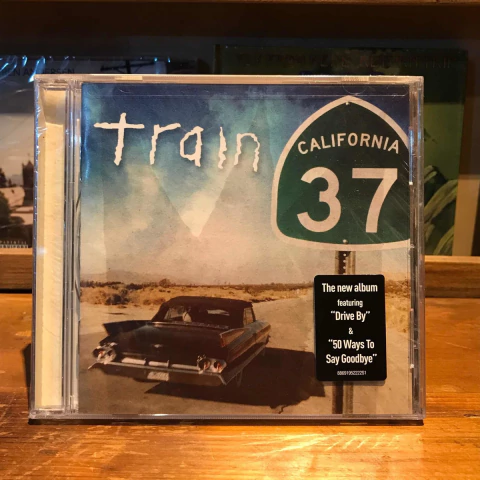 train
CALIFORNIA
37
The new album
featuring
"Drive By"
&
"50 Ways To
Say Goodbye"